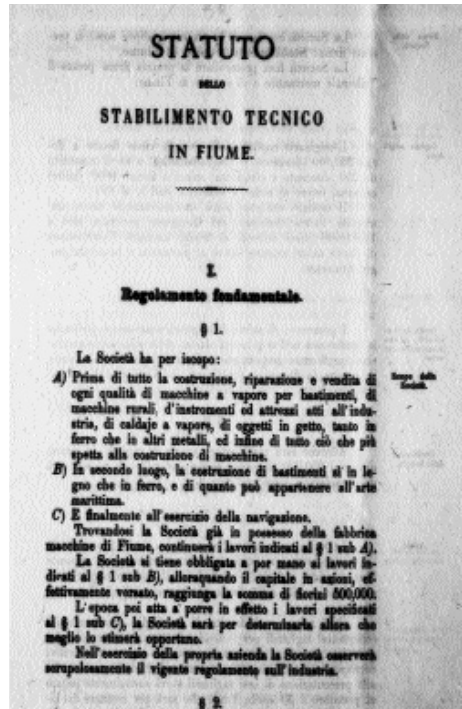 STATUTO
DELLO
STABILIMENTO TECNICO
IN FIUME.
I.
Regolamento fondamentale.
§ 1.
La Società ha per iscopo:
A) Prima di tutto la costruzione, riparazione e vendita di
ogni qualità di macchine a vapore per bastimenti, di
macchine rurali, d'instromenti od attrezzi atti all'indu-
stria, di caldaje a vapore, di oggetti in getto, tanto in
ferro che in altri metalli, ed infine di tutto ciò che più
spetta alla costruzione di macchine.
Scopo della
Società.
B) In secondo luogo, la costruzione di bastimenti sì in le-
gno che in ferro, e di quanto può appartenere all'arte
marittima.
C) E finalmente all'esercizio della navigazione.
Trovandosi la Società già in possesso della fabbrica
macchine di Fiume, continuerà i lavori indicati al § 1 sub A).
La Società si tiene obbligata a por mano ai lavori in-
divati al § 1 sub B), alloraquando il capitale in azioni, ef-
fettivamente versato, raggiunga la somma di fiorini 500,000.
L'epoca poi atta a porre in effetto i lavori specificati
al § 1 sub C), la Società sarà per determinarla allora che
meglio lo stimerà opportuno.
Nell'esercizio della propria azienda la Società osserverà
scrupolosamente il vigente regolamento sull'industria.
§ 2.